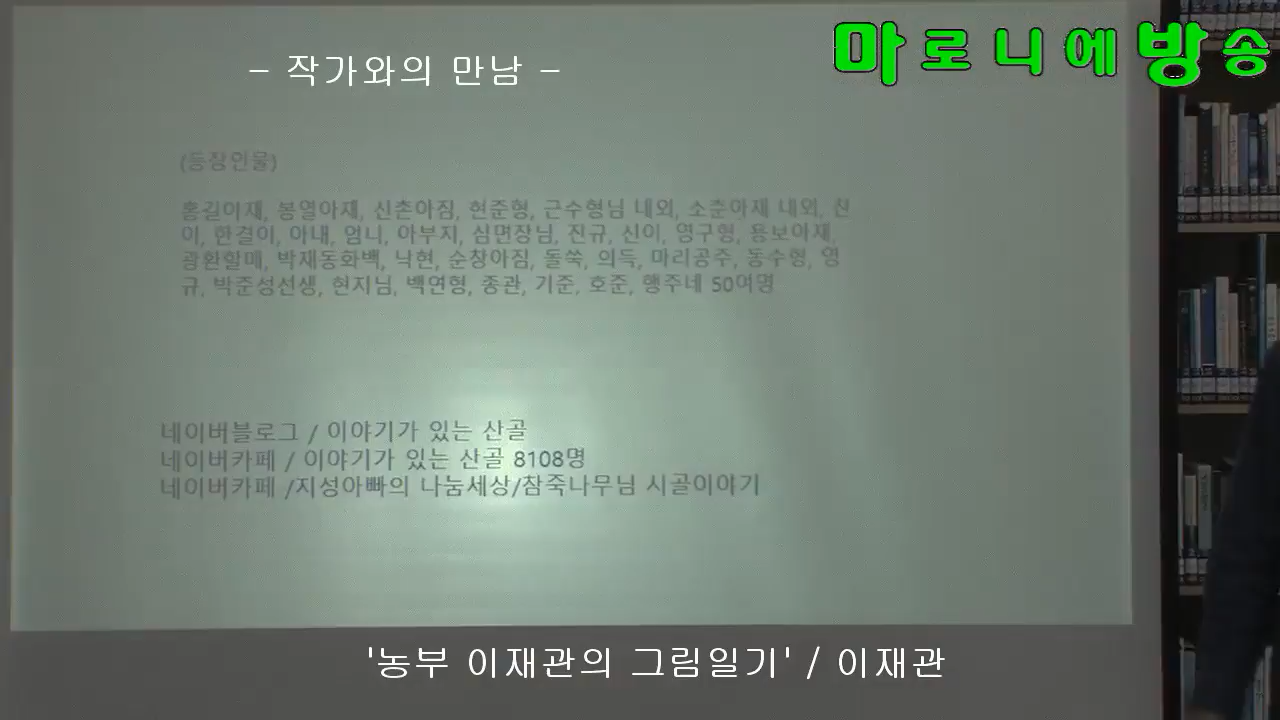 마로니에방송
- 작가와의 만남 -
(등장인물)
홍길아재, 봉열아재, 신촌아짐, 현준형, 근수형님 내외, 소춘아재 내외, 찬
이, 한결이, 아내, 엄니, 아부지, 심면장님, 진규, 신이, 영구형, 용보아재,
광환할매, 박재동화백, 낙현, 순창아짐, 돌쑥, 의득, 마리공주, 동수형, 영
규, 박준성선생, 현지님, 백연형, 종관, 기준, 호준, 행주네 50여명
네이버블로그 / 이야기가 있는 산골
네이버카페 / 이야기가 있는 산골 8108명
네이버카페 /지성아빠의 나눔세상/참죽나무님 시골이야기
'농부 이재관의 그림일기' / 이재관